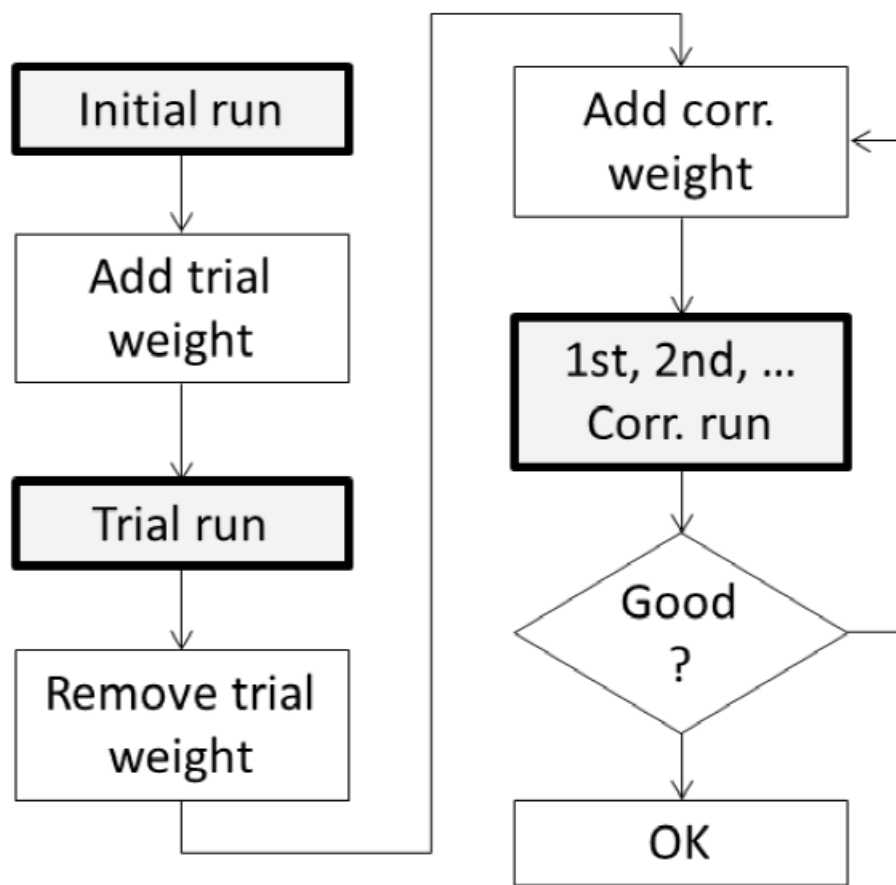 Initial run
Add trial
weight
Trial run
Remove trial
weight
Add corr.
weight
1st, 2nd, ...
Corr. run
Good
?
OK